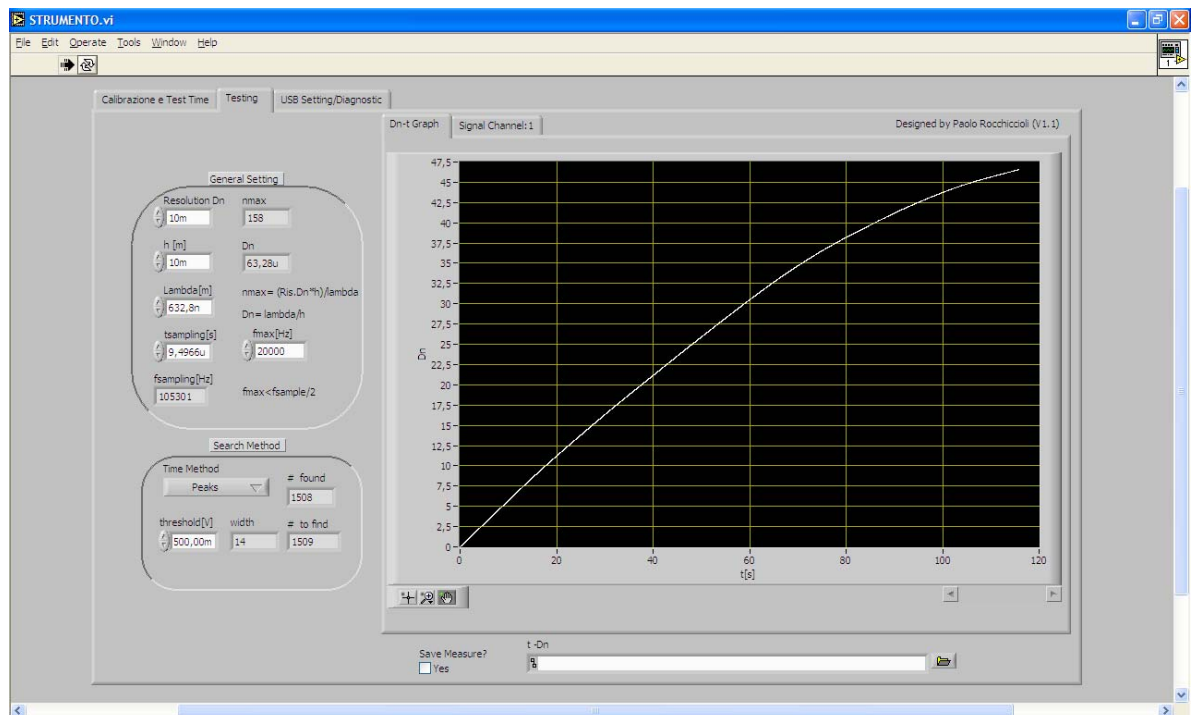 STRUMENTO.vi
File Edit Operate Tools Window Help
1
Calibrazione e Test Time Testing USB Setting/Diagnostic
Dn-t Graph Signal Channel:1 Designed by Paolo Rocchiccioli (V1.1)
General Setting
Resolution Dn nmax
10m 158
h [m] Dn
10m 63,28u
Lambda[m] nmax= (Ris.Dn*h)/lambda
632,8n Dn= lambda/h
tsampling[s] fmax[Hz]
9,4966u 20000
fsampling[Hz]
105301 fmax<fsample/2
Search Method
Time Method # found
Peaks 1508
threshold[V] width # to find
500,00m 14 1509
47,5
45
42,5
40
37,5
35
32,5
30
27,5
25
22,5
20
17,5
15
12,5
10
7,5
5
2,5
0
Dn
0 20 40 60 80 100 120
t[s]
Save Measure? t -Dn
Yes